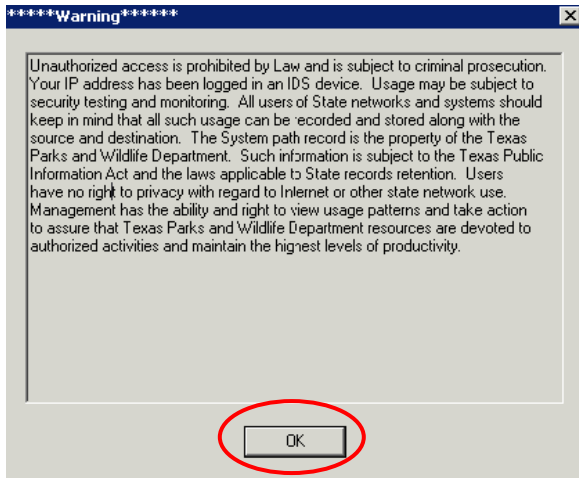 *****Warning******
Unauthorized access is prohibited by Law and is subject to criminal prosecution.
Your IP address has been logged in an IDS device.  Usage may be subject to
security testing and monitoring.  All users of State networks and systems should
keep in mind that all such usage can be recorded and stored along with the
source and destination.  The System path record is the property of the Texas
Parks and Wildlife Department.  Such information is subject to the Texas Public
Information Act and the laws applicable to State records retention.  Users
have no right to privacy with regard to Internet or other state network use.
Management has the ability and right to view usage patterns and take action
to assure that Texas Parks and Wildlife Department resources are devoted to
authorized activities and maintain the highest levels of productivity.
OK